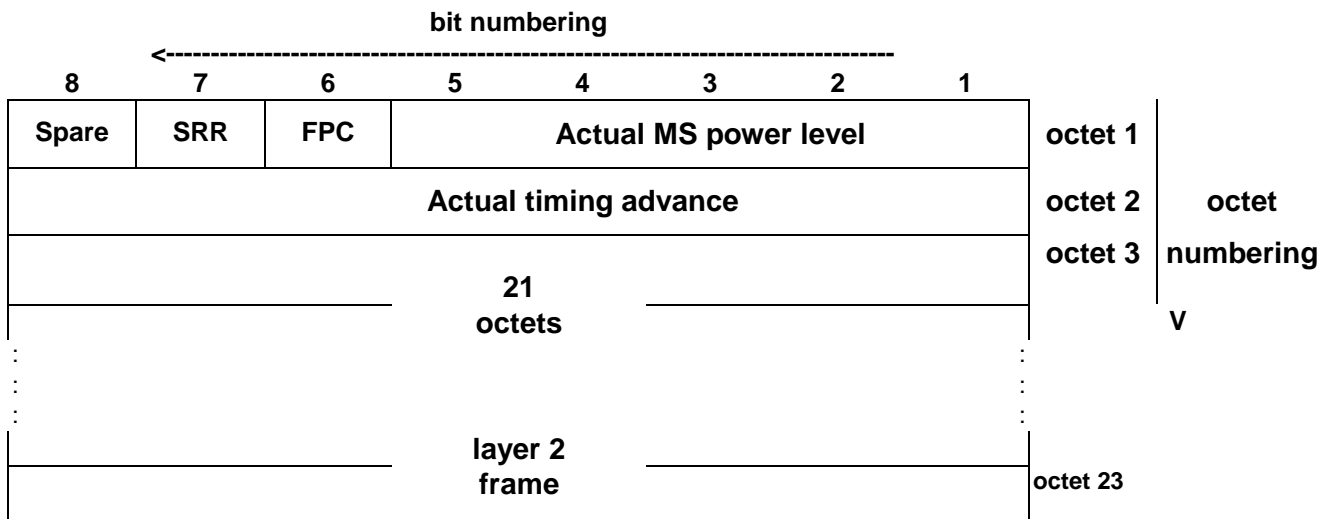 bit numbering
<--------------------------------------------------------------------------------
8 7 6 5 4 3 2 1
Spare SRR FPC Actual MS power level octet 1
Actual timing advance octet 2 octet
octet 3 numbering
21
octets V
:  :
:  :
:  :
layer 2
frame octet 23